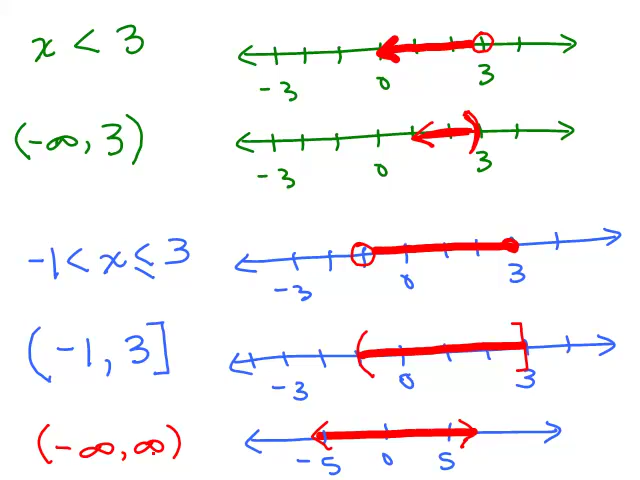 x < 3
-3 0 3
(-∞, 3)
-3 0 3
-1 < x ≤ 3
-3 0 3
(-1, 3]
-3 0 3
(-∞, ∞)
-5 0 5